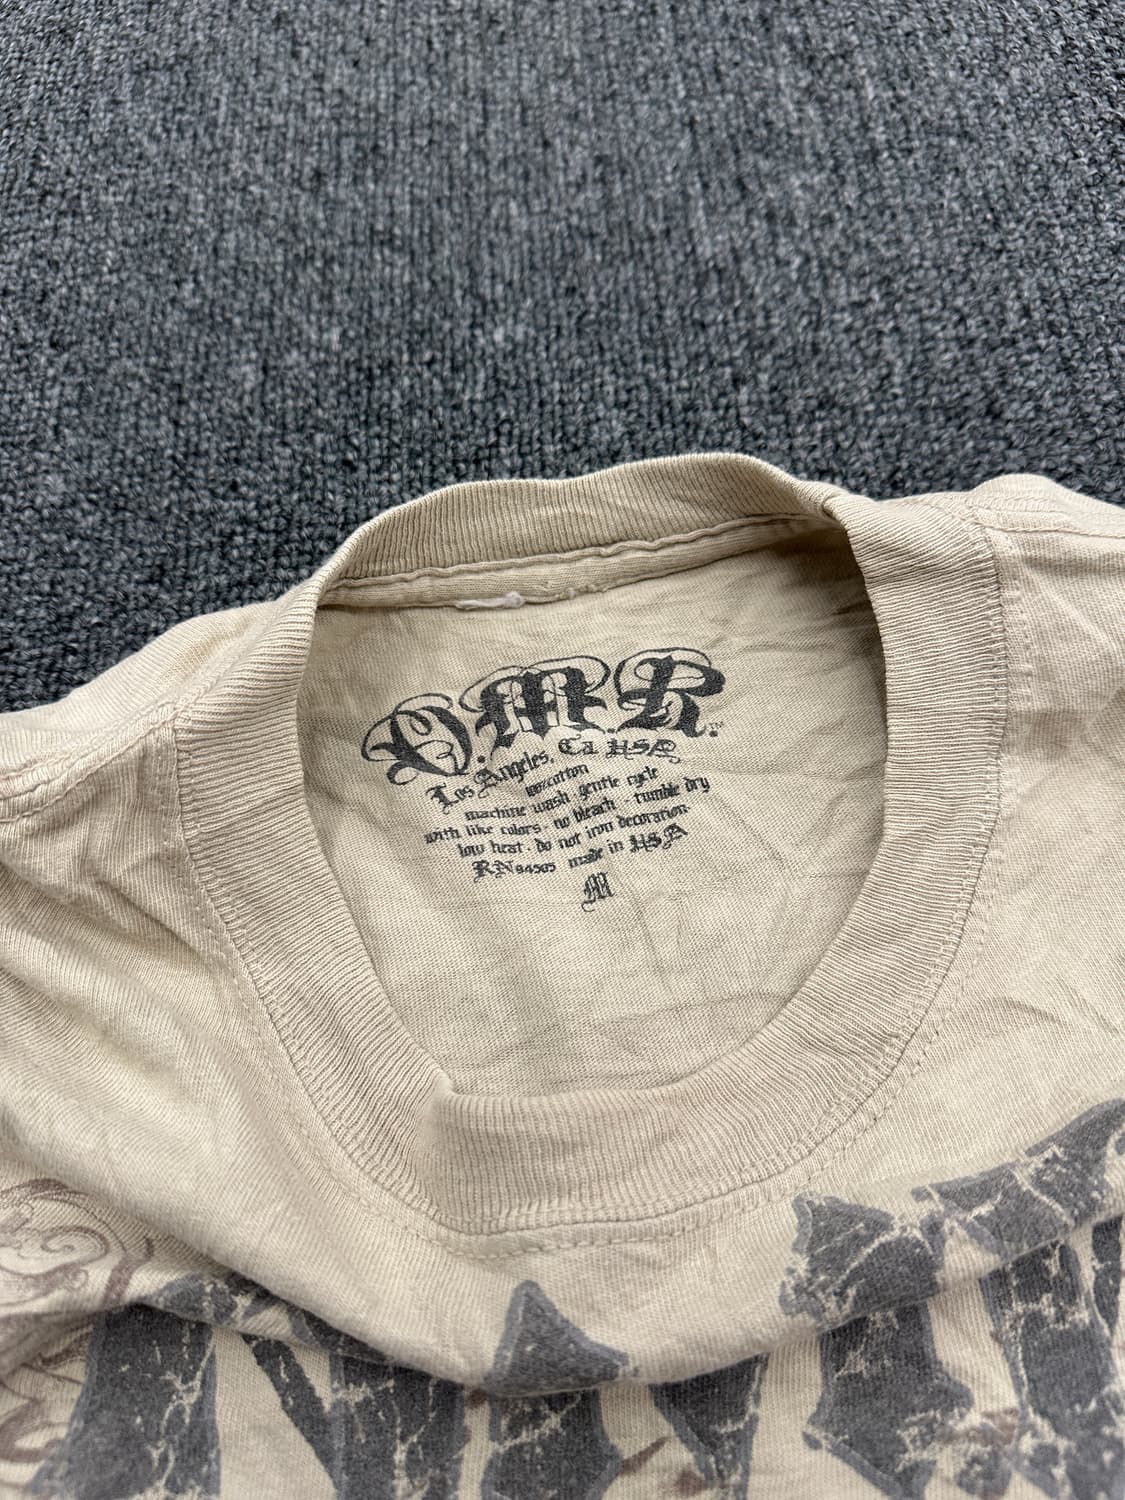 O.M.R.™
Los Angeles, Ca USA
100% cotton
machine wash gentle cycle
with like colors · no bleach · tumble dry
low heat · do not iron decoration
RN 94505 made in USA
M